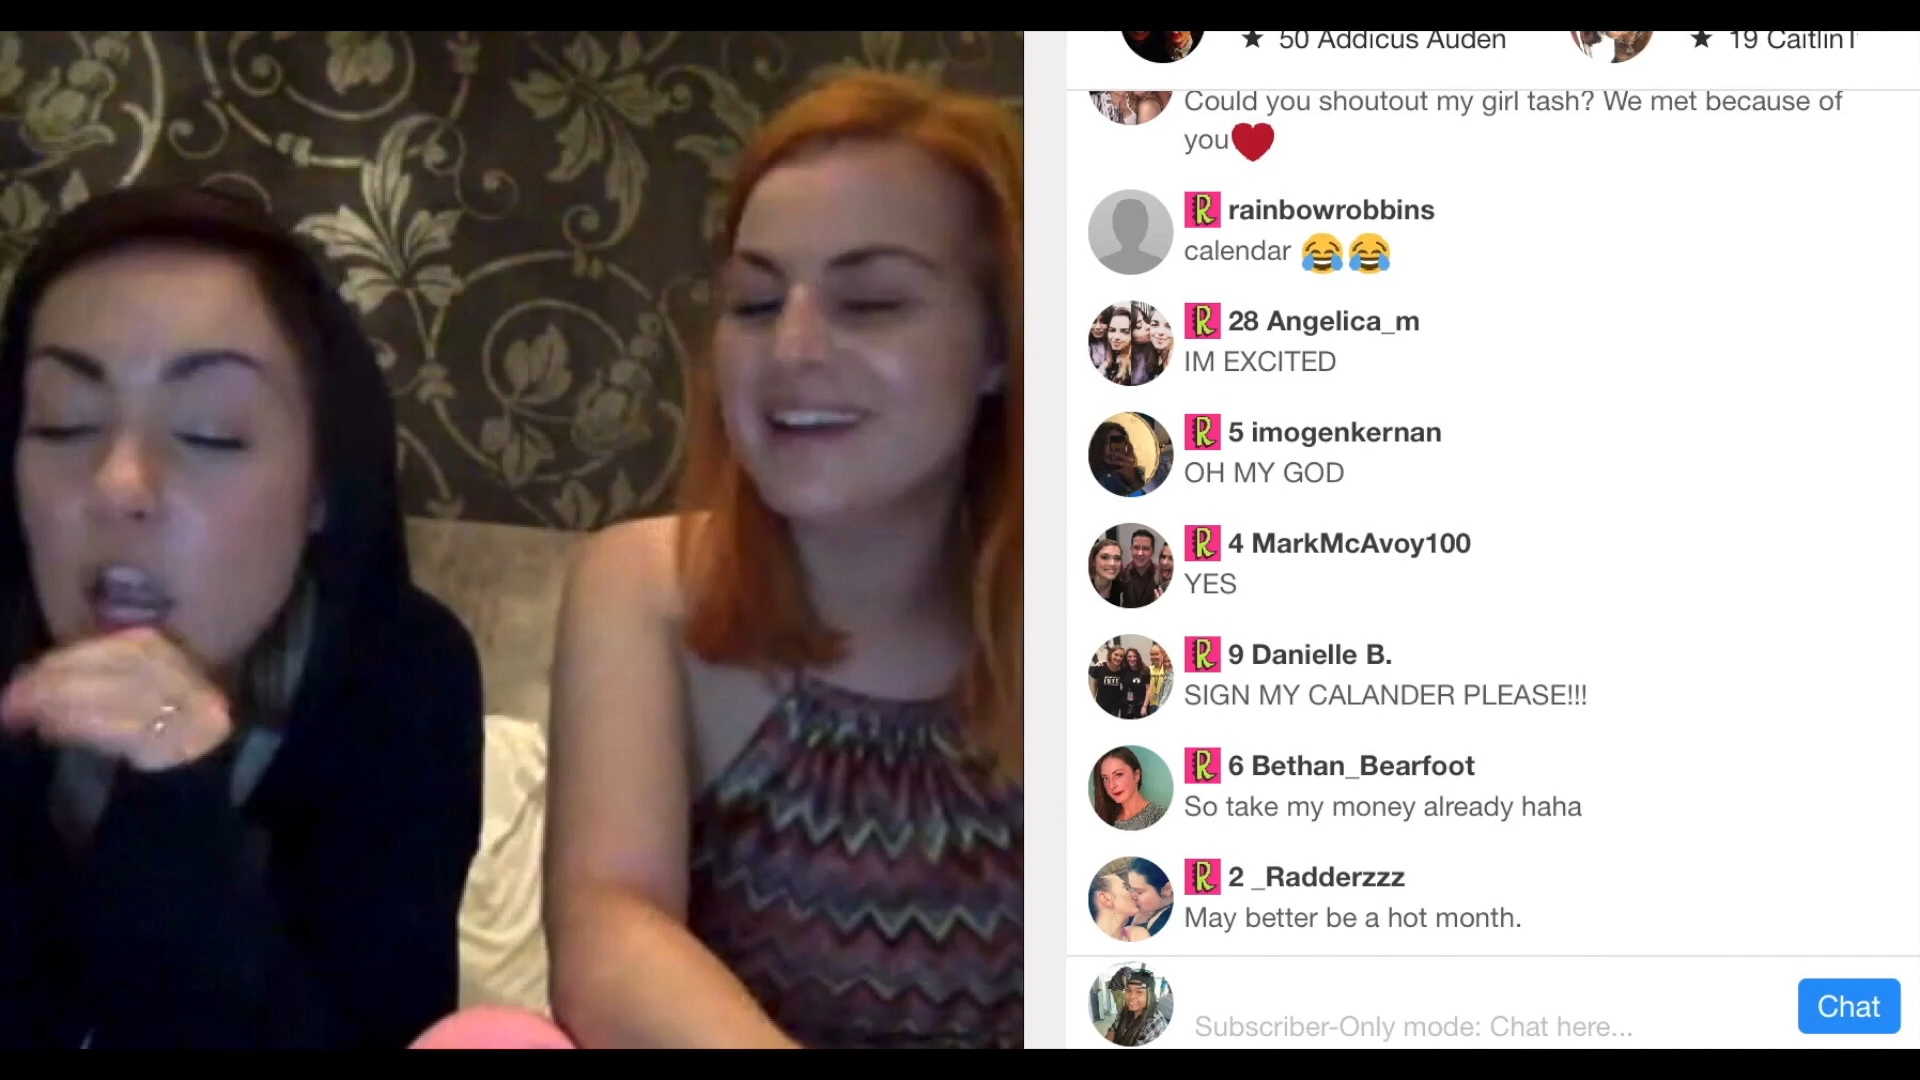 ★ 50 Addicus Auden
★ 19 CaitlinT
Could you shoutout my girl tash? We met because of
you❤️
R rainbowrobbins
calendar 😂😂
R 28 Angelica_m
IM EXCITED
R 5 imogenkernan
OH MY GOD
R 4 MarkMcAvoy100
YES
R 9 Danielle B.
SIGN MY CALANDER PLEASE!!!
R 6 Bethan_Bearfoot
So take my money already haha
R 2 _Radderzzz
May better be a hot month.
Subscriber-Only mode: Chat here...
Chat